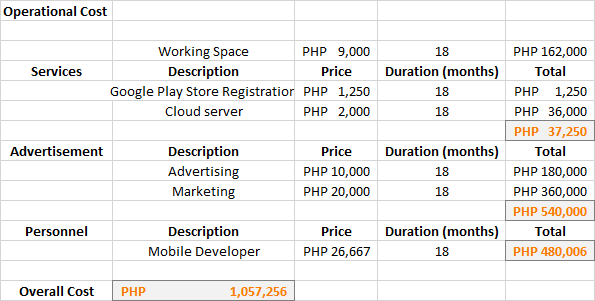 Operational Cost
Working Space PHP 9,000 18 PHP 162,000
Services Description Price Duration (months) Total
Google Play Store Registration PHP 1,250 18 PHP 1,250
Cloud server PHP 2,000 18 PHP 36,000
PHP 37,250
Advertisement Description Price Duration (months) Total
Advertising PHP 10,000 18 PHP 180,000
Marketing PHP 20,000 18 PHP 360,000
PHP 540,000
Personnel Description Price Duration (months) Total
Mobile Developer PHP 26,667 18 PHP 480,006
Overall Cost PHP 1,057,256